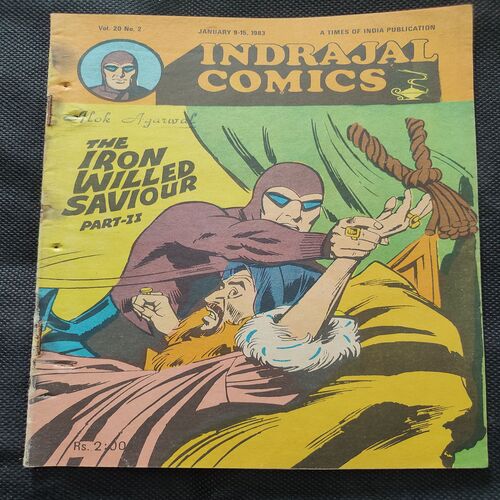 Vol. 20 No. 2
JANUARY 9-15, 1983
A TIMES OF INDIA PUBLICATION
INDRAJAL
COMICS
Alok Agarwal
THE
IRON
WILLED
SAVIOUR
PART-II
Rs. 2:00